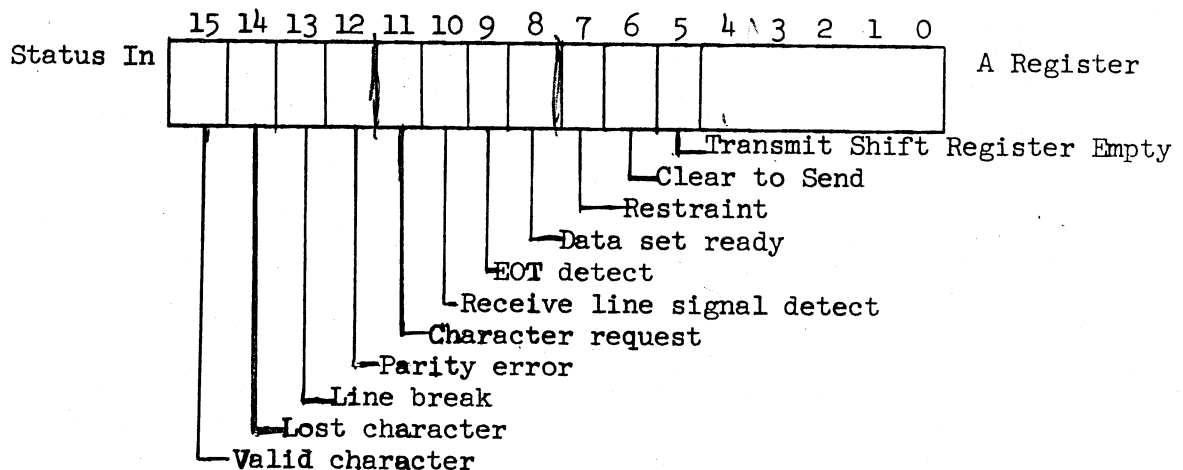 15 14 13 12 11 10 9 8 7 6 5 4 3 2 1 0
Status In
A Register
Transmit Shift Register Empty
Clear to Send
Restraint
Data set ready
EOT detect
Receive line signal detect
Character request
Parity error
Line break
Lost character
Valid character